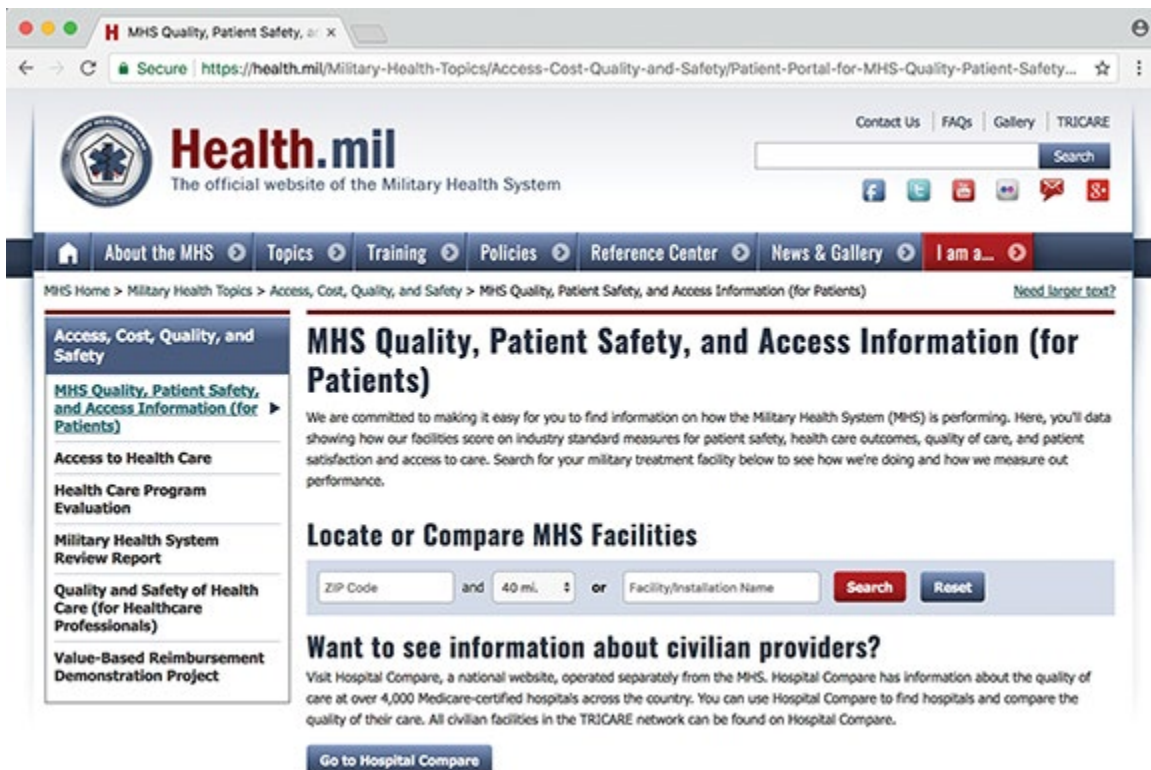 MHS Quality, Patient Safety, a
Secure https://health.mil/Military-Health-Topics/Access-Cost-Quality-and-Safety/Patient-Portal-for-MHS-Quality-Patient-Safety...
Contact Us | FAQs | Gallery | TRICARE
Health.mil
The official website of the Military Health System
Search
About the MHS Topics Training Policies Reference Center News & Gallery I am a...
MHS Home > Military Health Topics > Access, Cost, Quality, and Safety > MHS Quality, Patient Safety, and Access Information (for Patients) Need larger text?
Access, Cost, Quality, and
Safety
MHS Quality, Patient Safety,
and Access Information (for
Patients)
Access to Health Care
Health Care Program
Evaluation
Military Health System
Review Report
Quality and Safety of Health
Care (for Healthcare
Professionals)
Value-Based Reimbursement
Demonstration Project
MHS Quality, Patient Safety, and Access Information (for
Patients)
We are committed to making it easy for you to find information on how the Military Health System (MHS) is performing. Here, you'll data
showing how our facilities score on industry standard measures for patient safety, health care outcomes, quality of care, and patient
satisfaction and access to care. Search for your military treatment facility below to see how we're doing and how we measure out
performance.
Locate or Compare MHS Facilities
ZIP Code and 40 mi. or Facility/Installation Name Search Reset
Want to see information about civilian providers?
Visit Hospital Compare, a national website, operated separately from the MHS. Hospital Compare has information about the quality of
care at over 4,000 Medicare-certified hospitals across the country. You can use Hospital Compare to find hospitals and compare the
quality of their care. All civilian facilities in the TRICARE network can be found on Hospital Compare.
Go to Hospital Compare